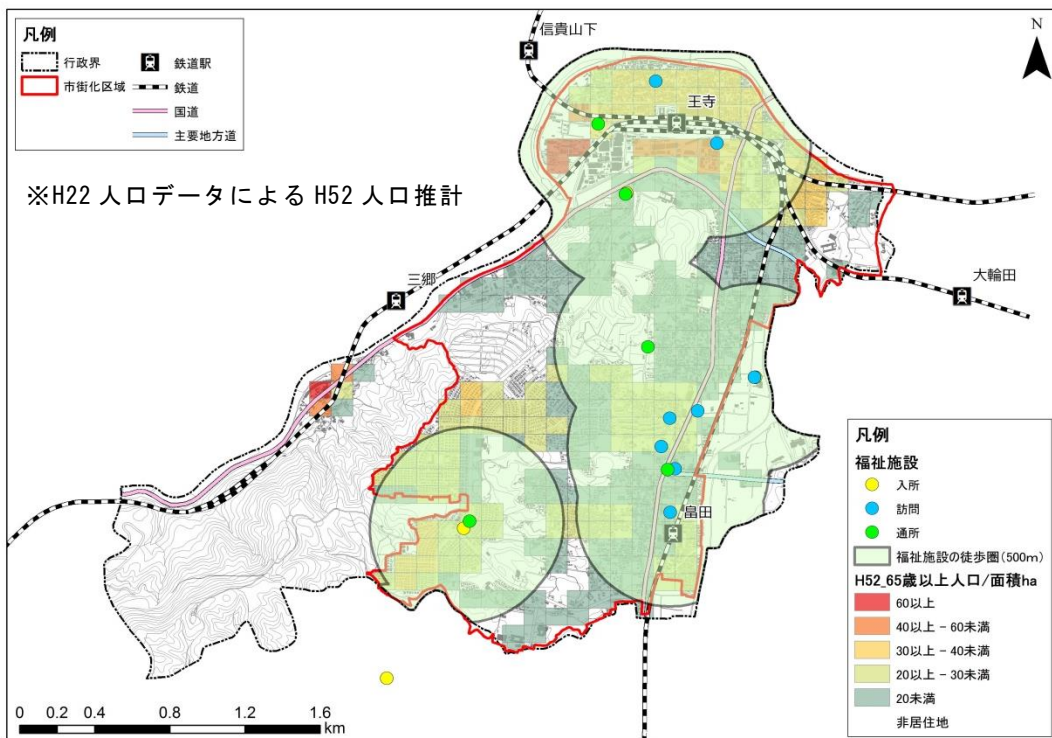 凡例
行政界
鉄道駅
市街化区域
鉄道
国道
主要地方道
※H22 人口データによる H52 人口推計
信貴山下
王寺
三郷
大輪田
畠田
N
凡例
福祉施設
入所
訪問
通所
福祉施設の徒歩圏(500m)
H52_65歳以上人口/面積ha
60以上
40以上 - 60未満
30以上 - 40未満
20以上 - 30未満
20未満
非居住地
0 0.2 0.4 0.8 1.2 1.6
km